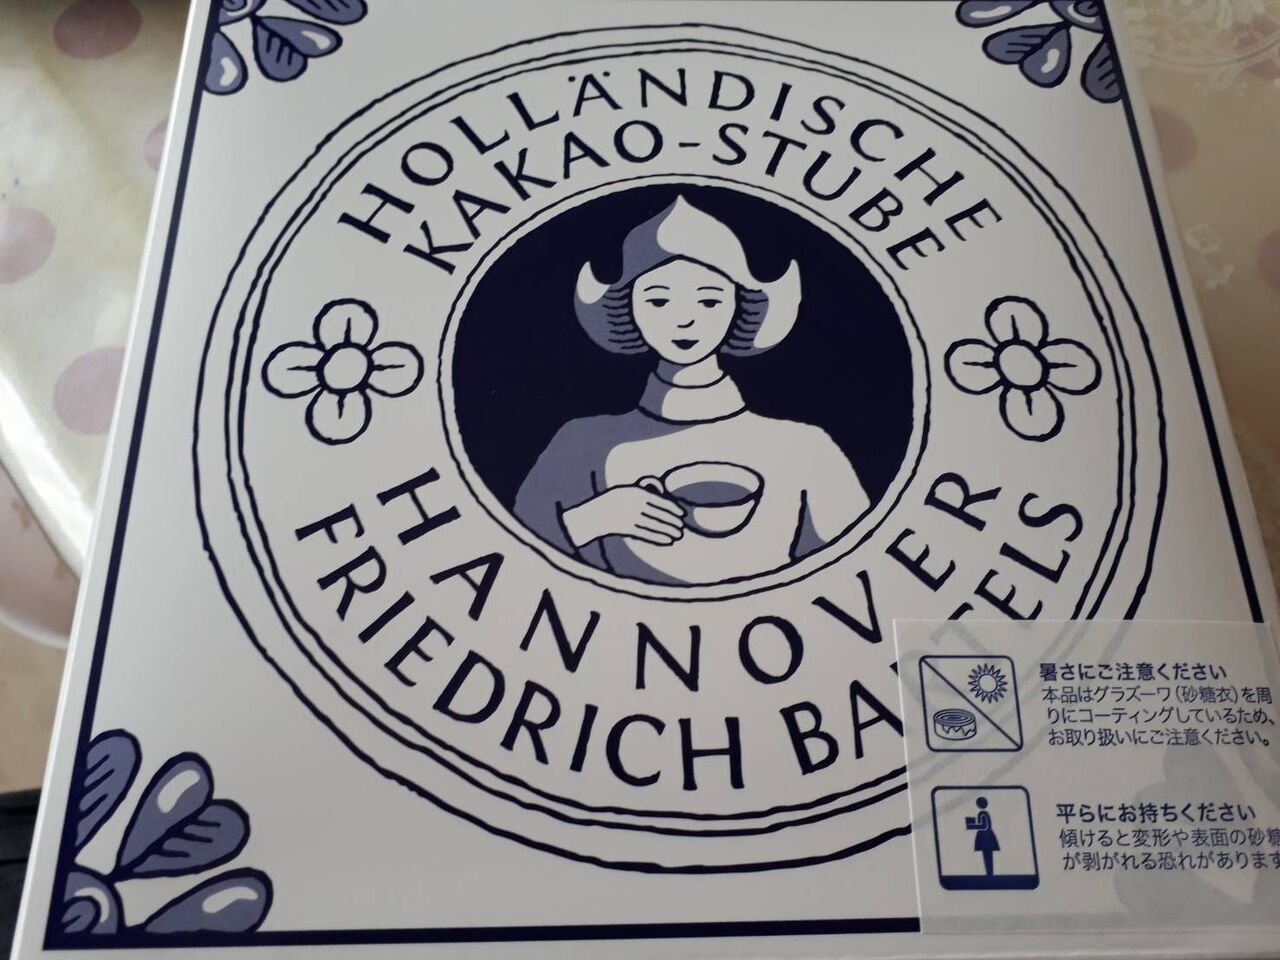 HOLLÄNDISCHE
KAKAO-STUBE
HANNOVER
FRIEDRICH
暑さにご注意ください
本品はグラズーワ（砂糖衣）を周
りにコーティングしているため、
お取り扱いにご注意ください。
平らにお持ちください
傾けると変形や表面の砂糖
が剥がれる恐れがあります